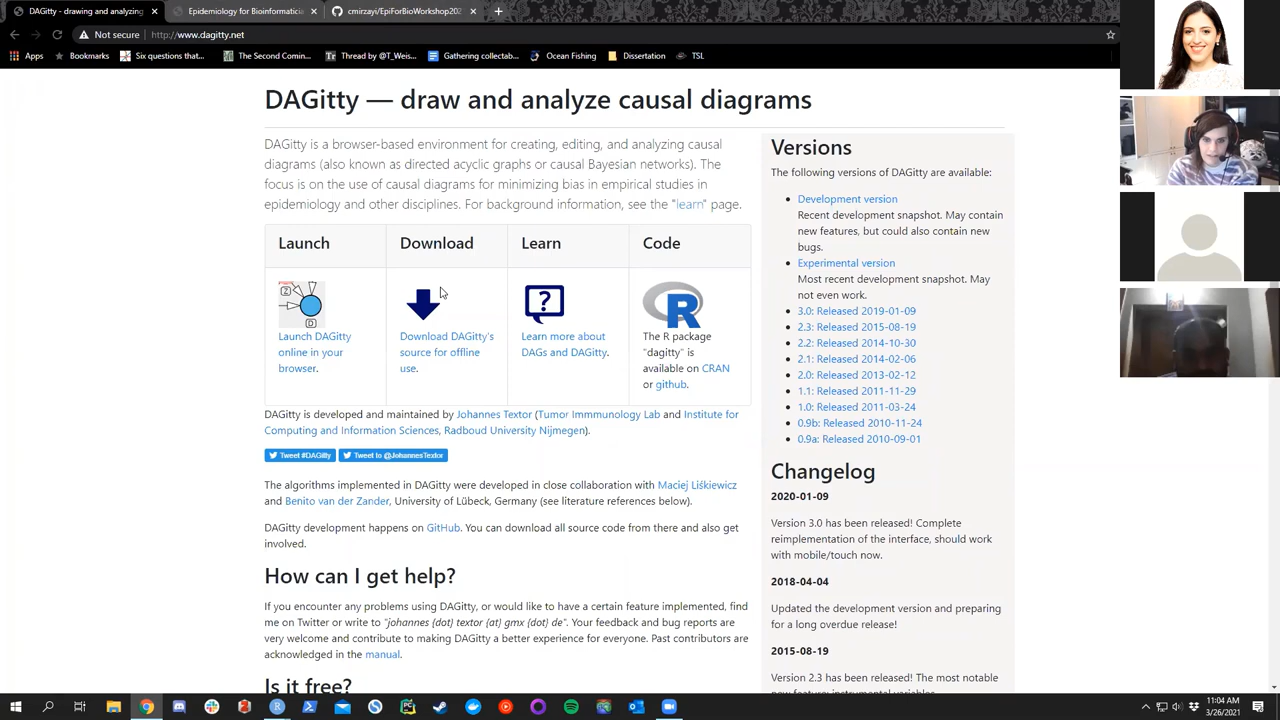 DAGitty - drawing and analyzing
Epidemiology for Bioinformatici
cmirzayi/EpiForBioWorkshop202
Not secure
http://www.dagitty.net
Apps
Bookmarks
Six questions that...
The Second Comin...
Thread by @T_Weis...
Gathering collectab...
Ocean Fishing
Dissertation
TSL
DAGitty — draw and analyze causal diagrams
DAGitty is a browser-based environment for creating, editing, and analyzing causal
diagrams (also known as directed acyclic graphs or causal Bayesian networks). The
focus is on the use of causal diagrams for minimizing bias in empirical studies in
epidemiology and other disciplines. For background information, see the "learn" page.
Launch
Download
Learn
Code
Launch DAGitty
online in your
browser.
Download DAGitty's
source for offline
use.
Learn more about
DAGs and DAGitty.
The R package
"dagitty" is
available on CRAN
or github.
DAGitty is developed and maintained by Johannes Textor (Tumor Immmunology Lab and Institute for
Computing and Information Sciences, Radboud University Nijmegen).
Tweet #DAGitty
Tweet to @JohannesTextor
The algorithms implemented in DAGitty were developed in close collaboration with Maciej Liśkiewicz
and Benito van der Zander, University of Lübeck, Germany (see literature references below).
DAGitty development happens on GitHub. You can download all source code from there and also get
involved.
How can I get help?
If you encounter any problems using DAGitty, or would like to have a certain feature implemented, find
me on Twitter or write to "johannes {dot} textor {at} gmx {dot} de". Your feedback and bug reports are
very welcome and contribute to making DAGitty a better experience for everyone. Past contributors are
acknowledged in the manual.
Is it free?
Versions
The following versions of DAGitty are available:
Development version
Recent development snapshot. May contain
new features, but could also contain new
bugs.
Experimental version
Most recent development snapshot. May
not even work.
3.0: Released 2019-01-09
2.3: Released 2015-08-19
2.2: Released 2014-10-30
2.1: Released 2014-02-06
2.0: Released 2013-02-12
1.1: Released 2011-11-29
1.0: Released 2011-03-24
0.9b: Released 2010-11-24
0.9a: Released 2010-09-01
Changelog
2020-01-09
Version 3.0 has been released! Complete
reimplementation of the interface, should work
with mobile/touch now.
2018-04-04
Updated the development version and preparing
for a long overdue release!
2015-08-19
Version 2.3 has been released! The most notable
new feature: instrumental variables
11:04 AM
3/26/2021